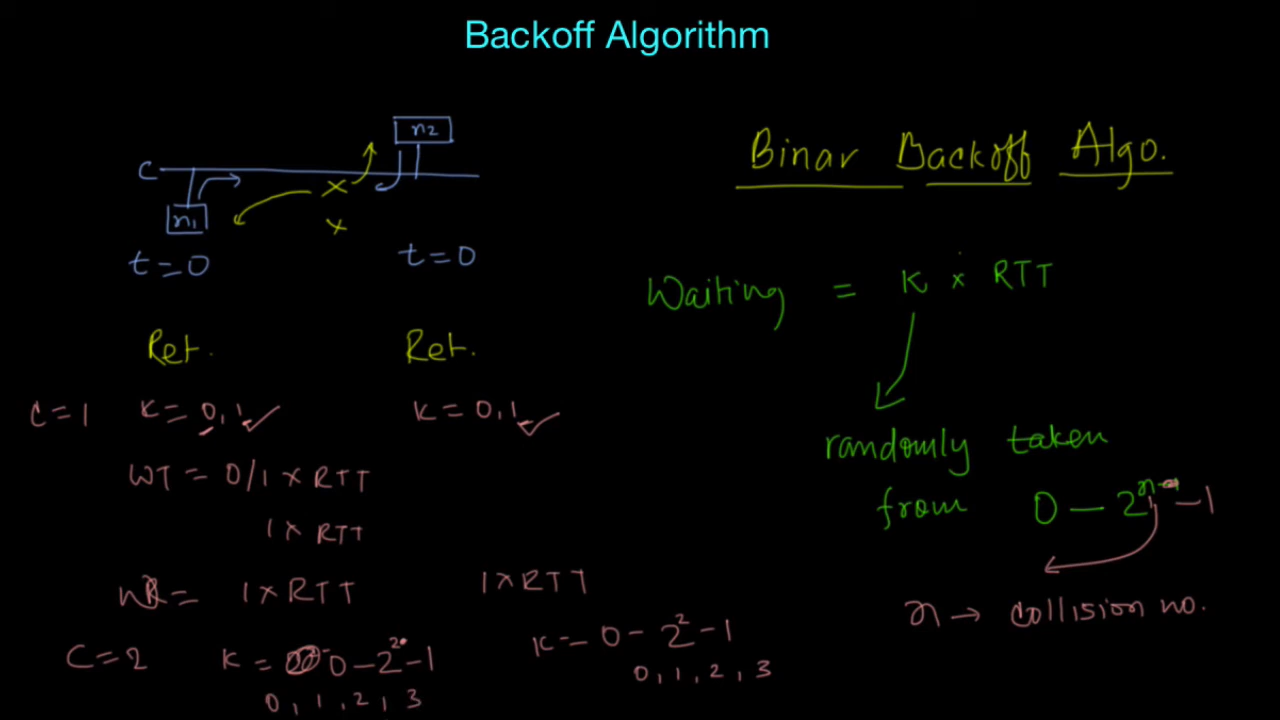 Backoff Algorithm
n2
C
n1
t=0
t=0
Binar Backoff Algo.
Waiting = K × RTT
Ret.
Ret.
C=1 K=0,1
K=0,1
randomly taken
WT = 0/1 × RTT
from 0 – 2^n – 1
1 × RTT
= 1 × RTT
1 × RTT
n → Collision no.
C=2 K = 0 – 2^2 – 1
K = 0 – 2^2 – 1
0, 1, 2, 3
0, 1, 2, 3